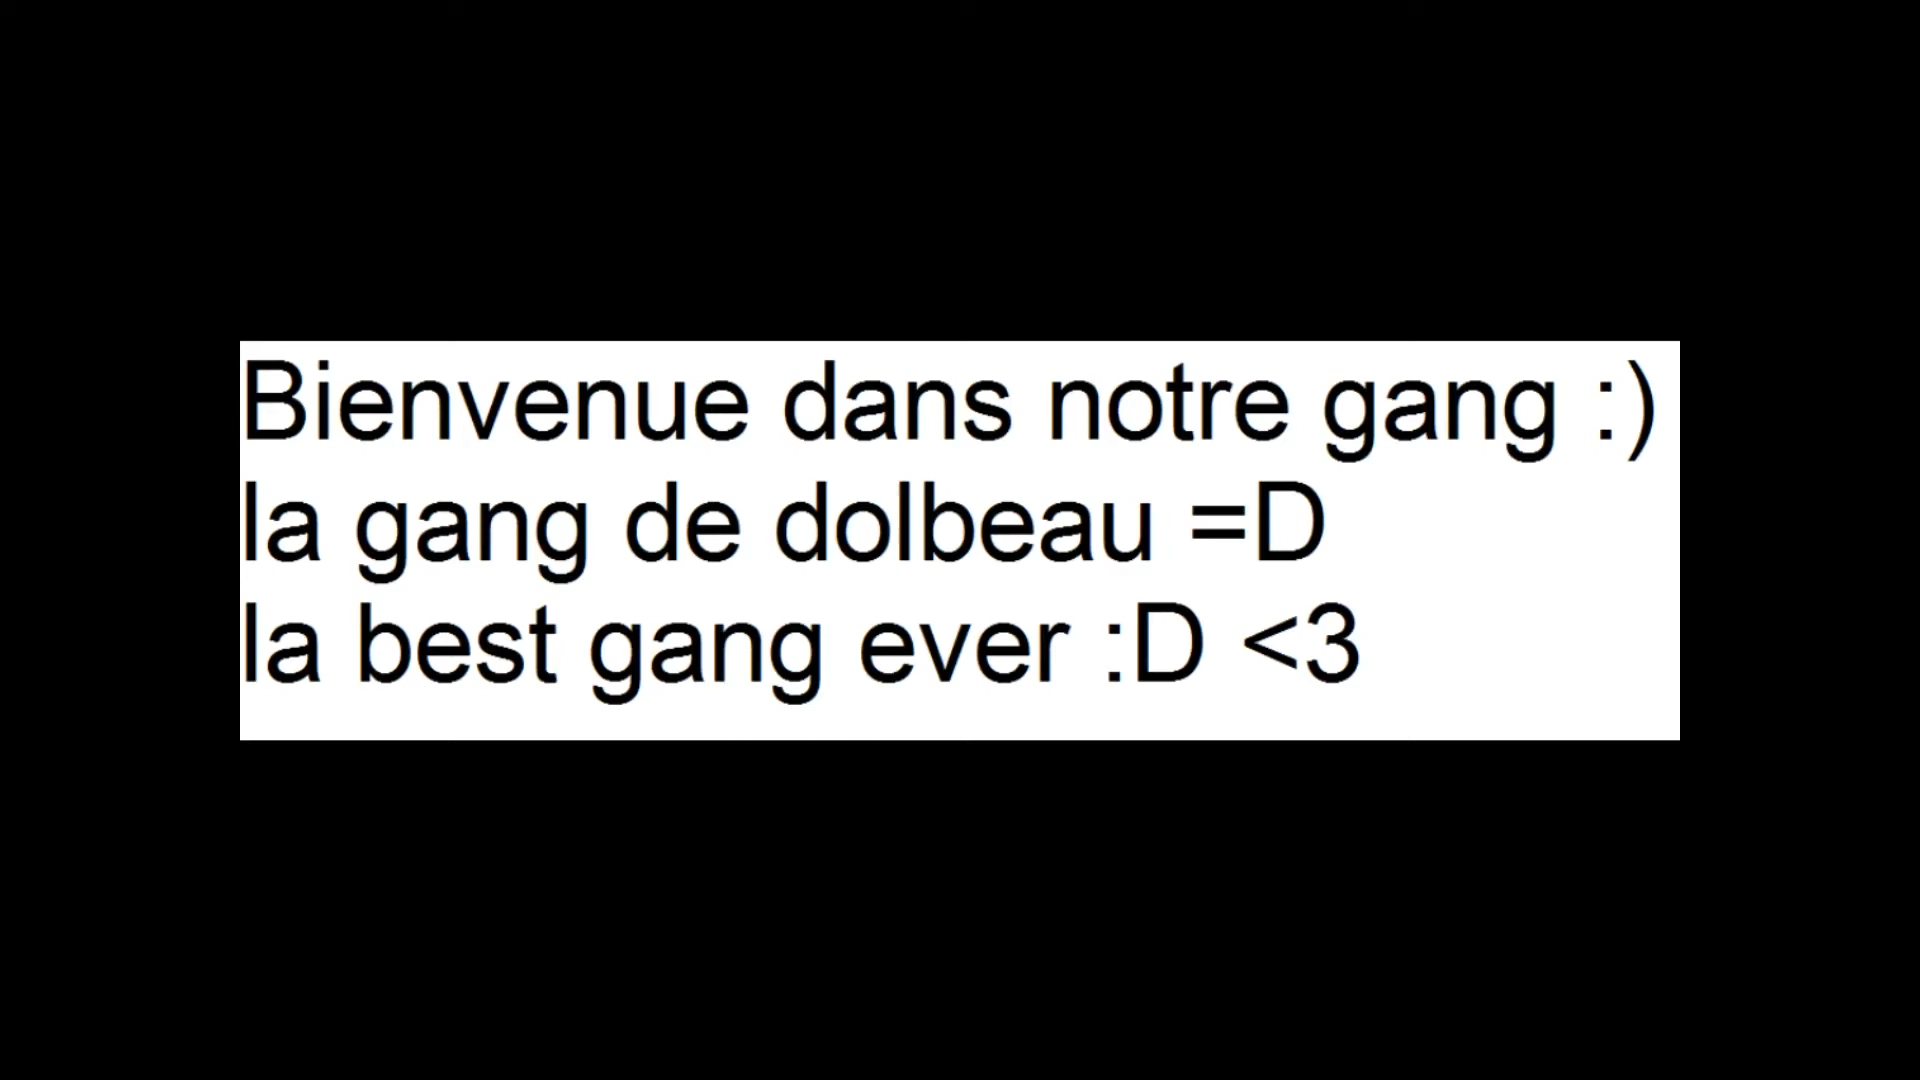 Bienvenue dans notre gang :)
la gang de dolbeau =D
la best gang ever :D <3